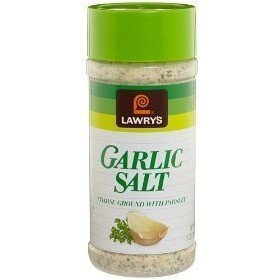 LAWRY'S
GARLIC
SALT
COARSE GROUND WITH PARSLEY